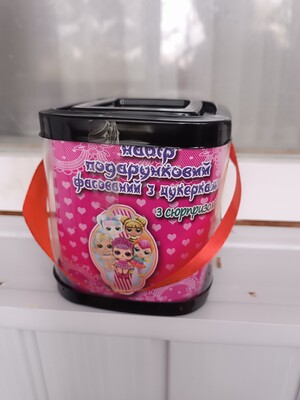 набір
подарунковий
фасований з цукерками
з сюрпризом